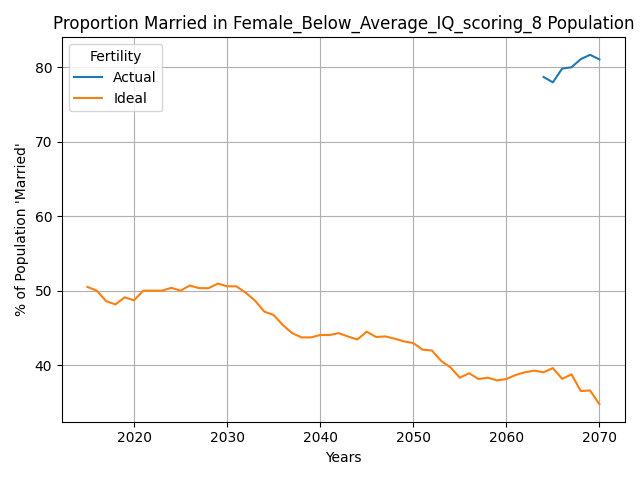 Proportion Married in Female_Below_Average_IQ_scoring_8 Population
Fertility
Actual
Ideal
80
70
60
50
40
% of Population 'Married'
2020 2030 2040 2050 2060 2070
Years